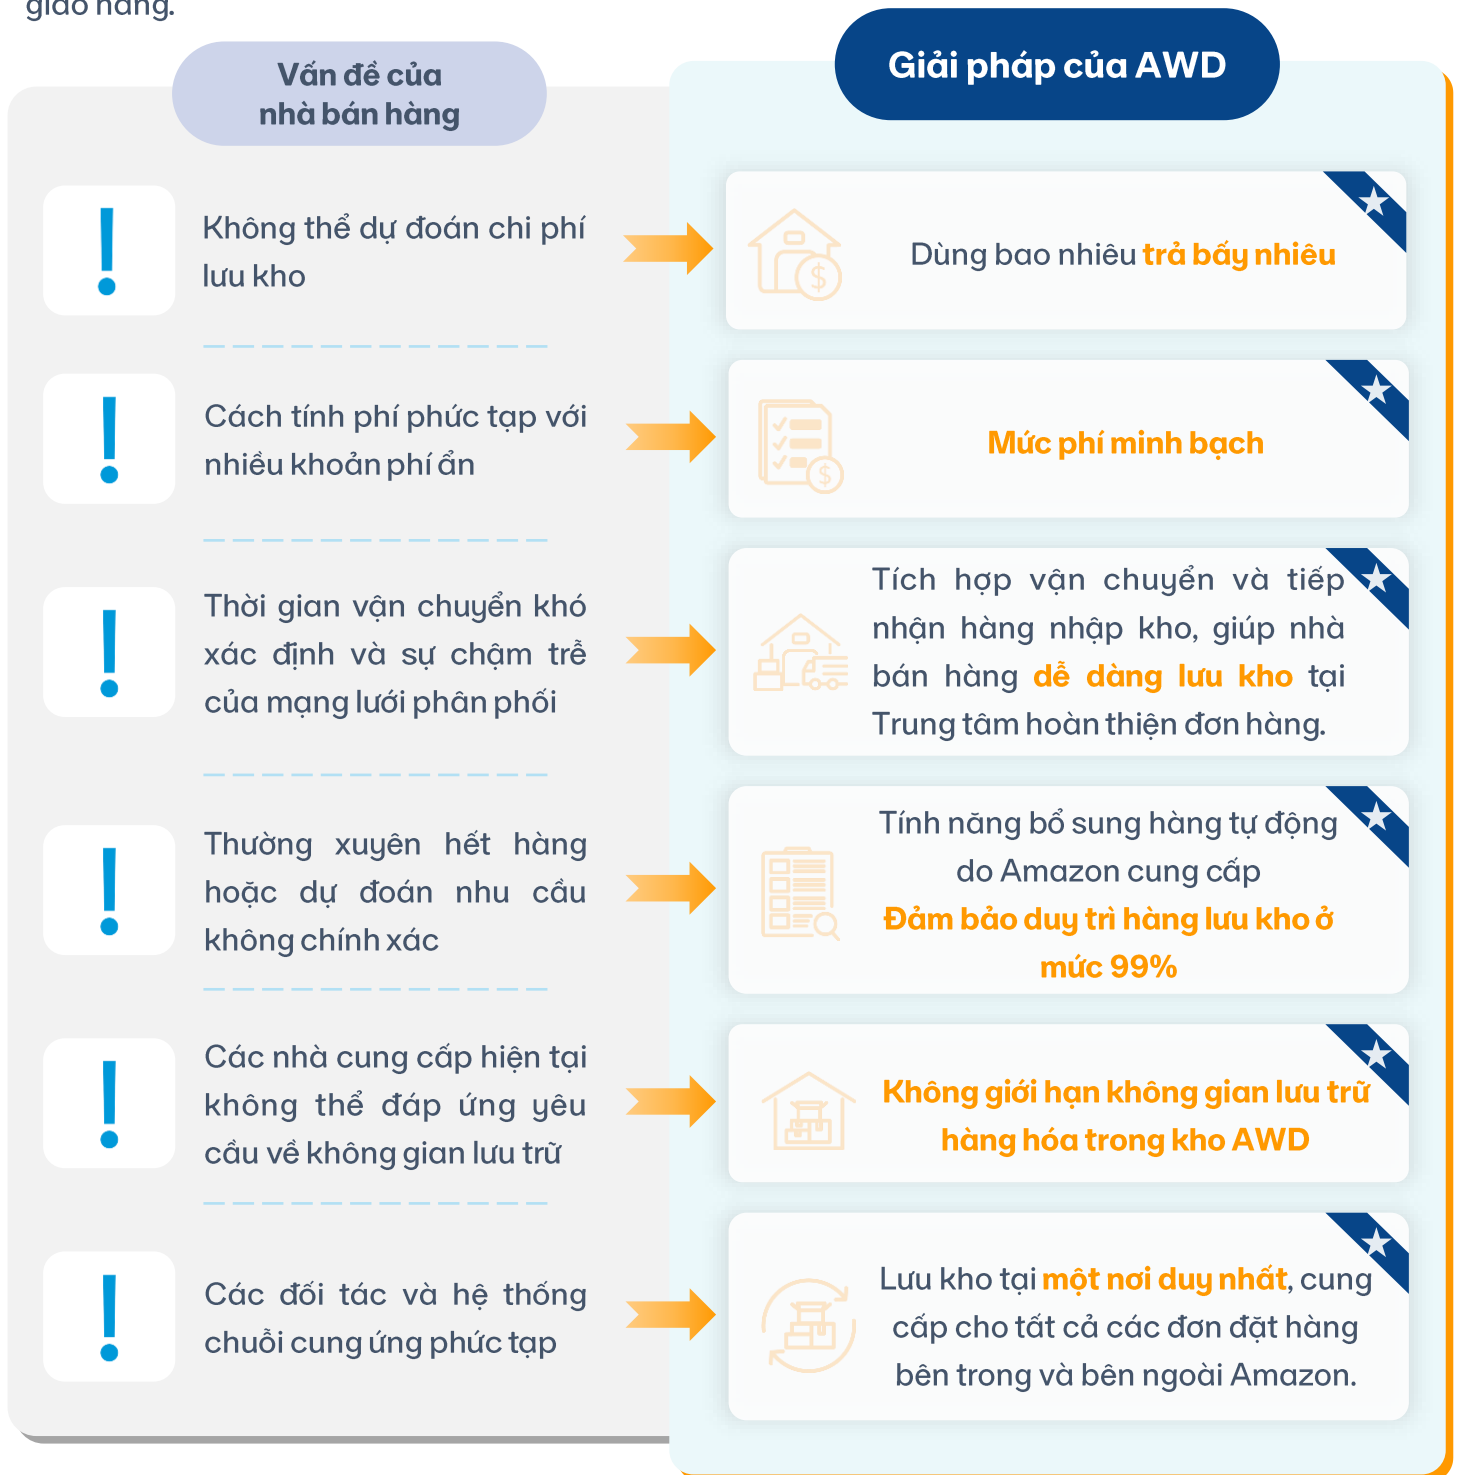 giao hàng.
Vấn đề của
nhà bán hàng
Giải pháp của AWD
Không thể dự đoán chi phí
lưu kho
Dùng bao nhiêu trả bấy nhiêu
Cách tính phí phức tạp với
nhiều khoản phí ẩn
Mức phí minh bạch
Thời gian vận chuyển khó
xác định và sự chậm trễ
của mạng lưới phân phối
Tích hợp vận chuyển và tiếp
nhận hàng nhập kho, giúp nhà
bán hàng dễ dàng lưu kho tại
Trung tâm hoàn thiện đơn hàng.
Thường xuyên hết hàng
hoặc dự đoán nhu cầu
không chính xác
Tính năng bổ sung hàng tự động
do Amazon cung cấp
Đảm bảo duy trì hàng lưu kho ở
mức 99%
Các nhà cung cấp hiện tại
không thể đáp ứng yêu
cầu về không gian lưu trữ
Không giới hạn không gian lưu trữ
hàng hóa trong kho AWD
Các đối tác và hệ thống
chuỗi cung ứng phức tạp
Lưu kho tại một nơi duy nhất, cung
cấp cho tất cả các đơn đặt hàng
bên trong và bên ngoài Amazon.